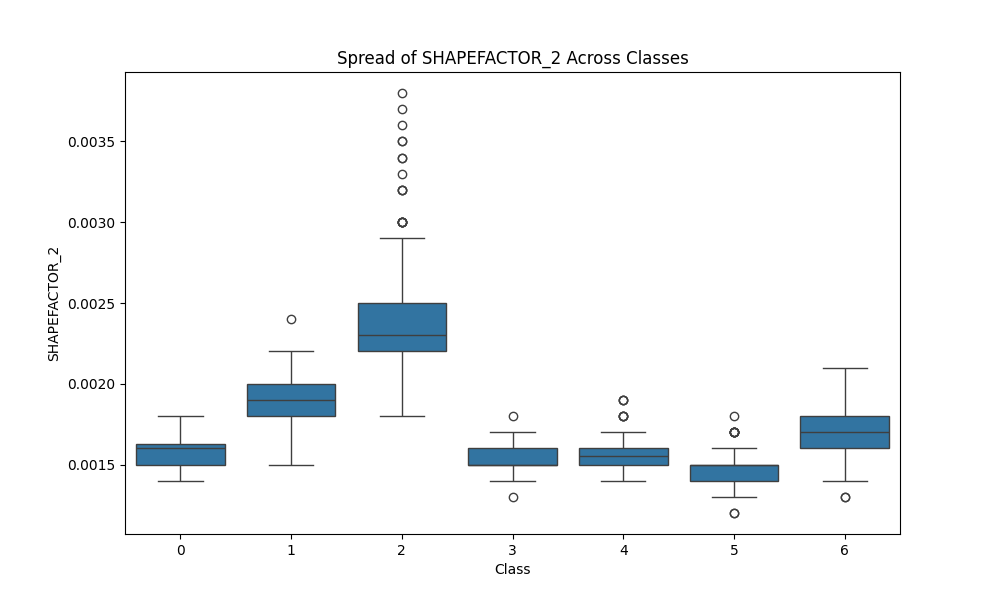 Spread of SHAPEFACTOR_2 Across Classes
0.0035
0.0030
0.0025
0.0020
0.0015
SHAPEFACTOR_2
0 1 2 3 4 5 6
Class